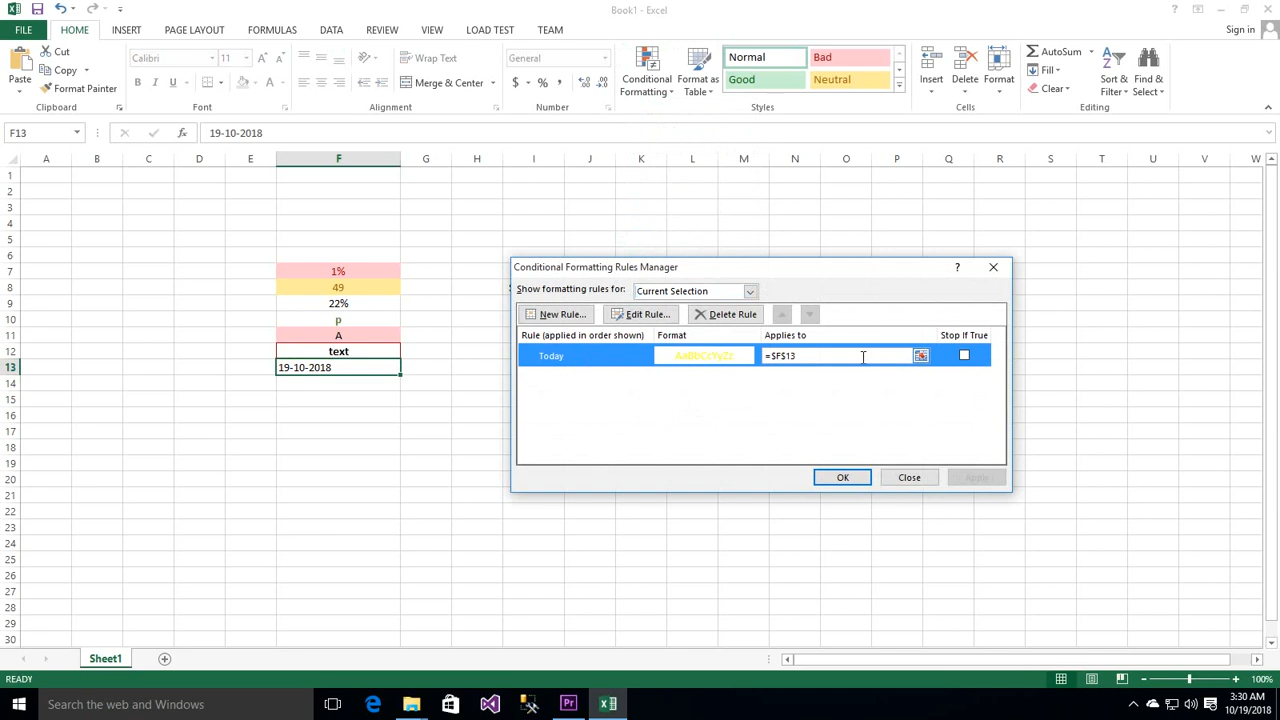 Book1 - Excel
FILE HOME INSERT PAGE LAYOUT FORMULAS DATA REVIEW VIEW LOAD TEST TEAM Sign in
Paste
Cut
Copy
Format Painter
Clipboard
Calibri 11
B I U
Font
Wrap Text
Merge & Center
Alignment
General
$ %
Number
Conditional Formatting
Format as Table
Normal Bad
Good Neutral
Styles
Insert Delete Format
Cells
AutoSum
Fill
Clear
Sort & Filter
Find & Select
Editing
F13 fx 19-10-2018
A B C D E F G H I J K L M N O P Q R S T U V W
1
2
3
4
5
6
7 1%
8 49
9 22%
10 p
11 A
12 text
13 19-10-2018
14
15
16
17
18
19
20
21
22
23
24
25
26
27
28
29
30
Conditional Formatting Rules Manager ?
Show formatting rules for: Current Selection
New Rule... Edit Rule... Delete Rule
Rule (applied in order shown) Format Applies to Stop If True
Today AaBbCcYyZz =$F$13
OK Close Apply
Sheet1
READY 100%
Search the web and Windows
3:30 AM
10/19/2018